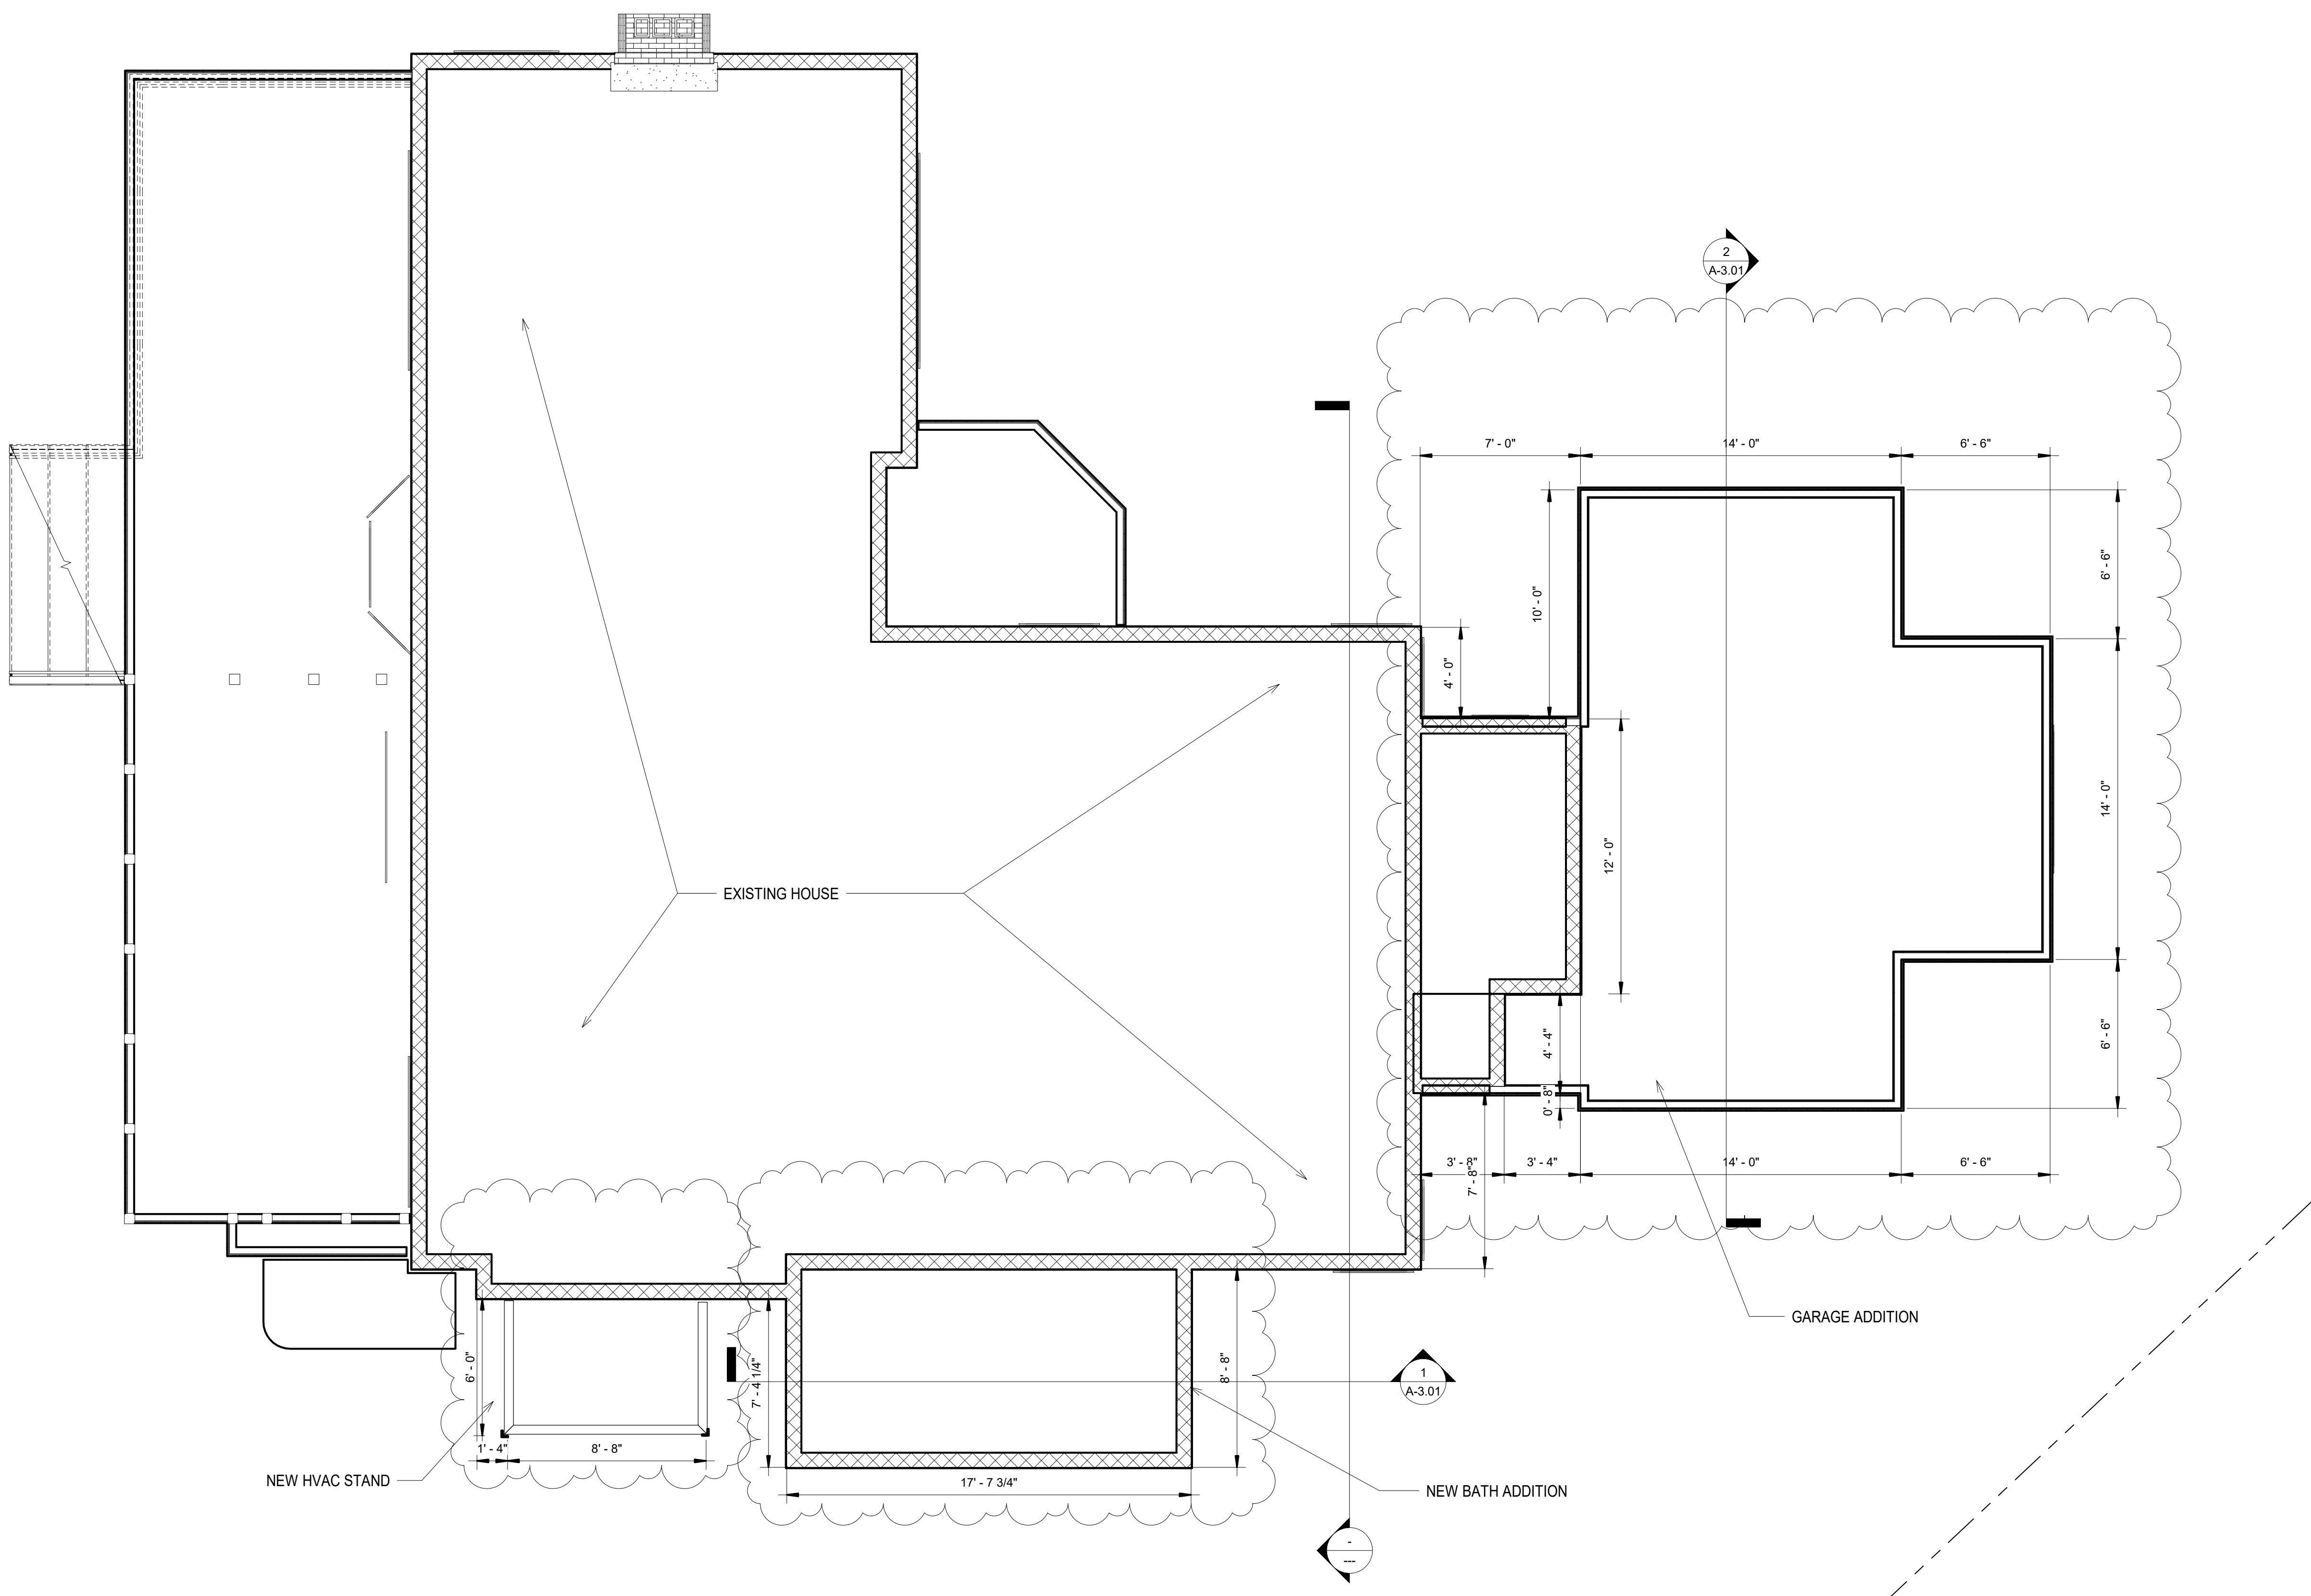 2
A-3.01
7' - 0"
14' - 0"
6' - 6"
10' - 0"
6' - 6"
4' - 0"
14' - 0"
12' - 0"
EXISTING HOUSE
4' - 4"
6' - 6"
0' - 8"
3' - 8"
3' - 4"
14' - 0"
6' - 6"
7' - 8"
GARAGE ADDITION
6' - 0"
7' - 4 1/4"
8' - 8"
1
A-3.01
1' - 4"
8' - 8"
NEW HVAC STAND
17' - 7 3/4"
NEW BATH ADDITION
-
---